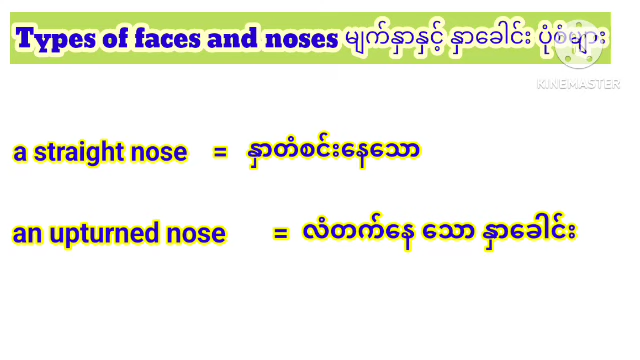 Types of faces and noses မျက်နှာနှင့် နှာခေါင်း ပုံစံများ
KINEMASTER
a straight nose = နှာတံစင်းနေသော
an upturned nose = လံတက်နေ သော နှာခေါင်း